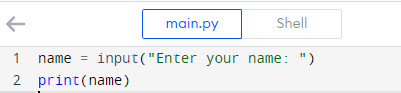 main.py Shell
1 name = input("Enter your name: ")
2 print(name)